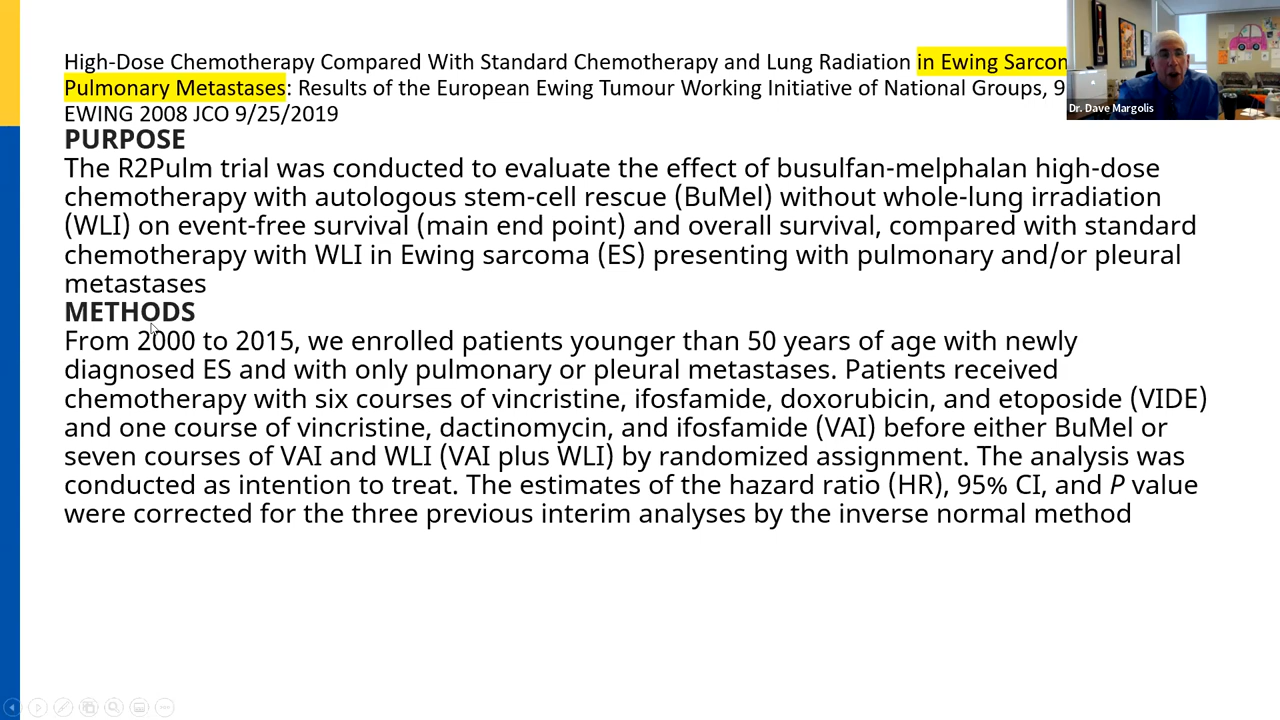 High-Dose Chemotherapy Compared With Standard Chemotherapy and Lung Radiation in Ewing Sarcon
Pulmonary Metastases: Results of the European Ewing Tumour Working Initiative of National Groups, 9
EWING 2008 JCO 9/25/2019
PURPOSE
The R2Pulm trial was conducted to evaluate the effect of busulfan-melphalan high-dose
chemotherapy with autologous stem-cell rescue (BuMel) without whole-lung irradiation
(WLI) on event-free survival (main end point) and overall survival, compared with standard
chemotherapy with WLI in Ewing sarcoma (ES) presenting with pulmonary and/or pleural
metastases
METHODS
From 2000 to 2015, we enrolled patients younger than 50 years of age with newly
diagnosed ES and with only pulmonary or pleural metastases. Patients received
chemotherapy with six courses of vincristine, ifosfamide, doxorubicin, and etoposide (VIDE)
and one course of vincristine, dactinomycin, and ifosfamide (VAI) before either BuMel or
seven courses of VAI and WLI (VAI plus WLI) by randomized assignment. The analysis was
conducted as intention to treat. The estimates of the hazard ratio (HR), 95% CI, and P value
were corrected for the three previous interim analyses by the inverse normal method
Dr. Dave Margolis